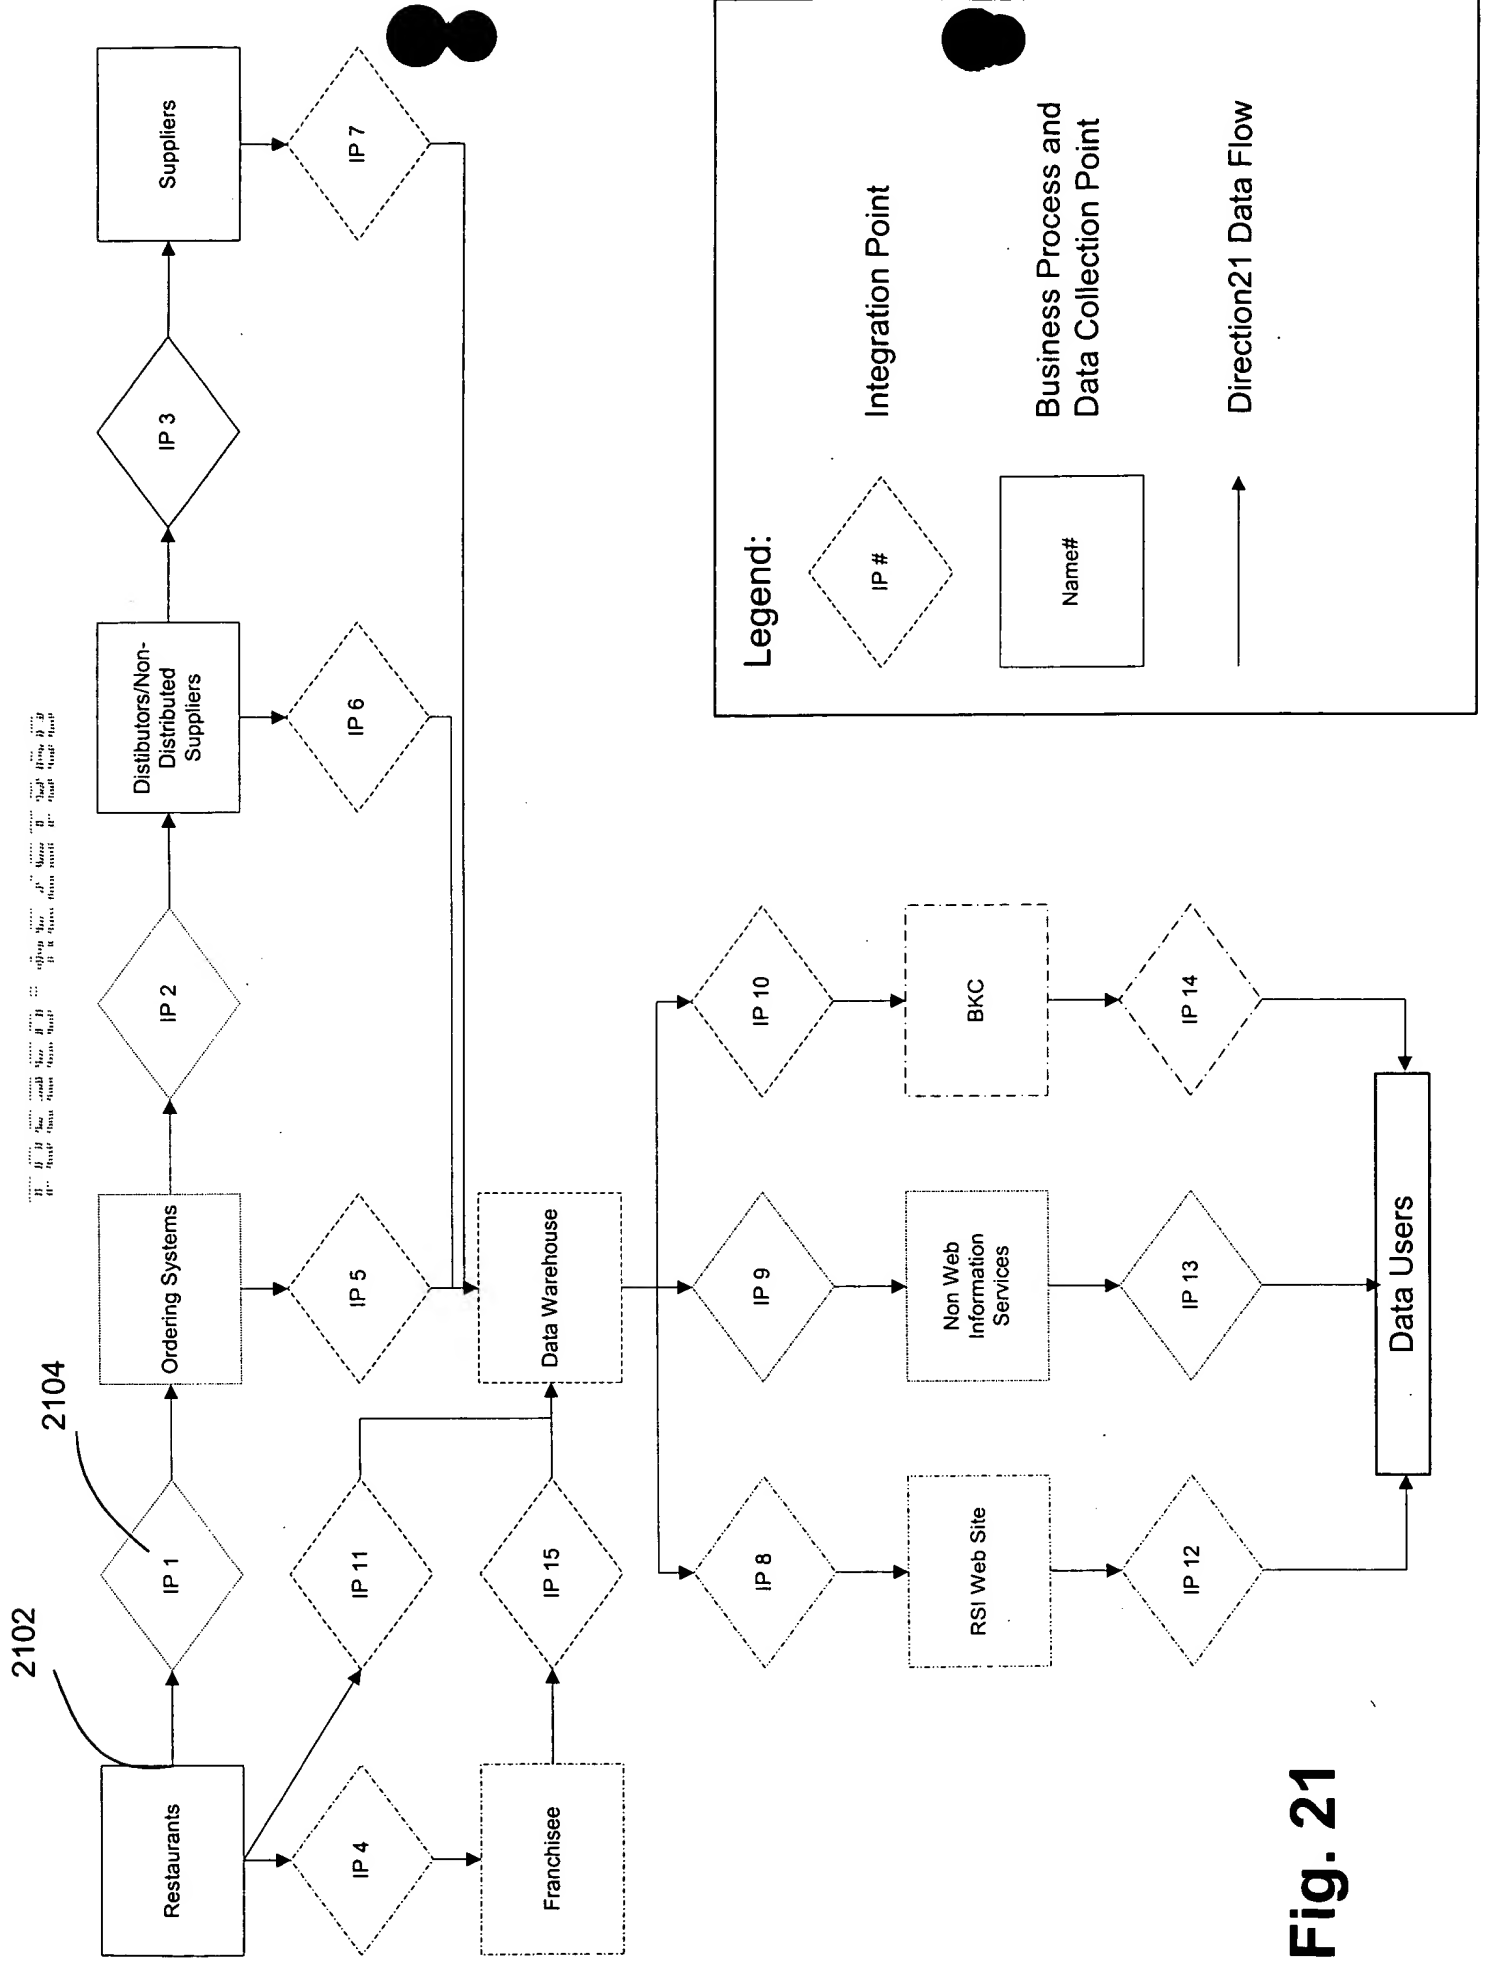 2102
2104
Restaurants
IP 1
Ordering Systems
IP 2
Distibutors/Non-
Distributed
Suppliers
IP 3
Suppliers
IP 4
IP 11
IP 5
IP 6
IP 7
Franchisee
IP 15
Data Warehouse
IP 8
IP 9
IP 10
RSI Web Site
Non Web
Information
Services
BKC
IP 12
IP 13
IP 14
Data Users
Legend:
IP #
Integration Point
Name#
Business Process and
Data Collection Point
Direction21 Data Flow
Fig. 21